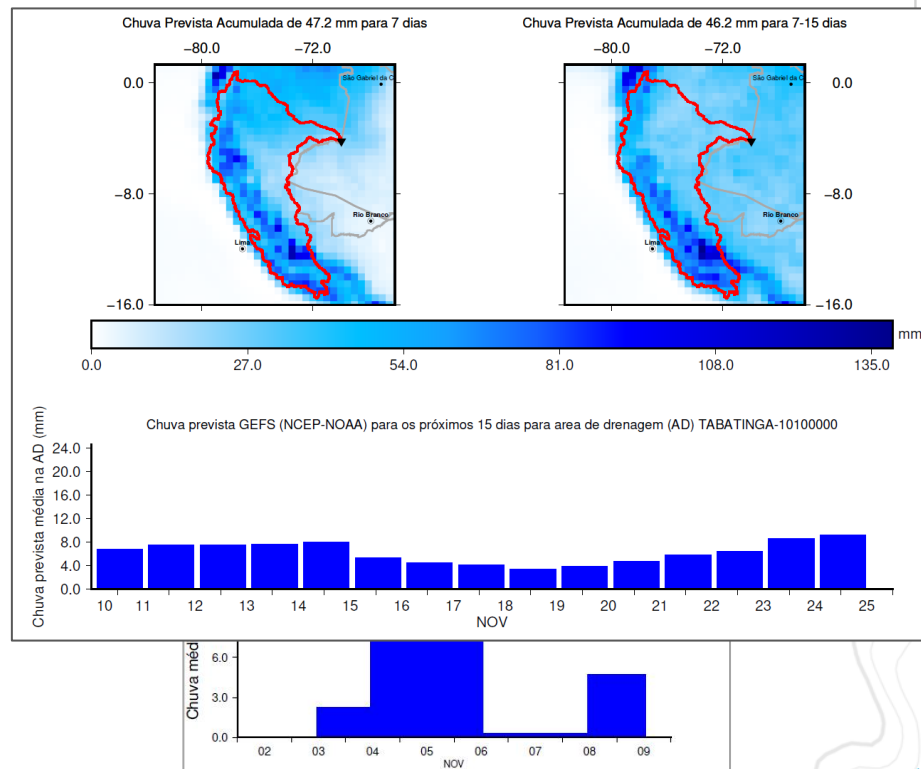 Chuva Prevista Acumulada de 47.2 mm para 7 dias
Chuva Prevista Acumulada de 46.2 mm para 7-15 dias
−80.0 −72.0
−80.0 −72.0
São Gabriel da C
São Gabriel da C
0.0
0.0
−8.0
−8.0
Rio Branco
Rio Branco
Lima
Lima
−16.0
−16.0
mm
0.0 27.0 54.0 81.0 108.0 135.0
Chuva prevista GEFS (NCEP-NOAA) para os próximos 15 dias para area de drenagem (AD) TABATINGA-10100000
Chuva prevista média na AD (mm)
24.0
20.0
16.0
12.0
8.0
4.0
0.0
10 11 12 13 14 15 16 17 18 19 20 21 22 23 24 25
NOV
Chuva méd
6.0
3.0
0.0
02 03 04 05 06 07 08 09
NOV